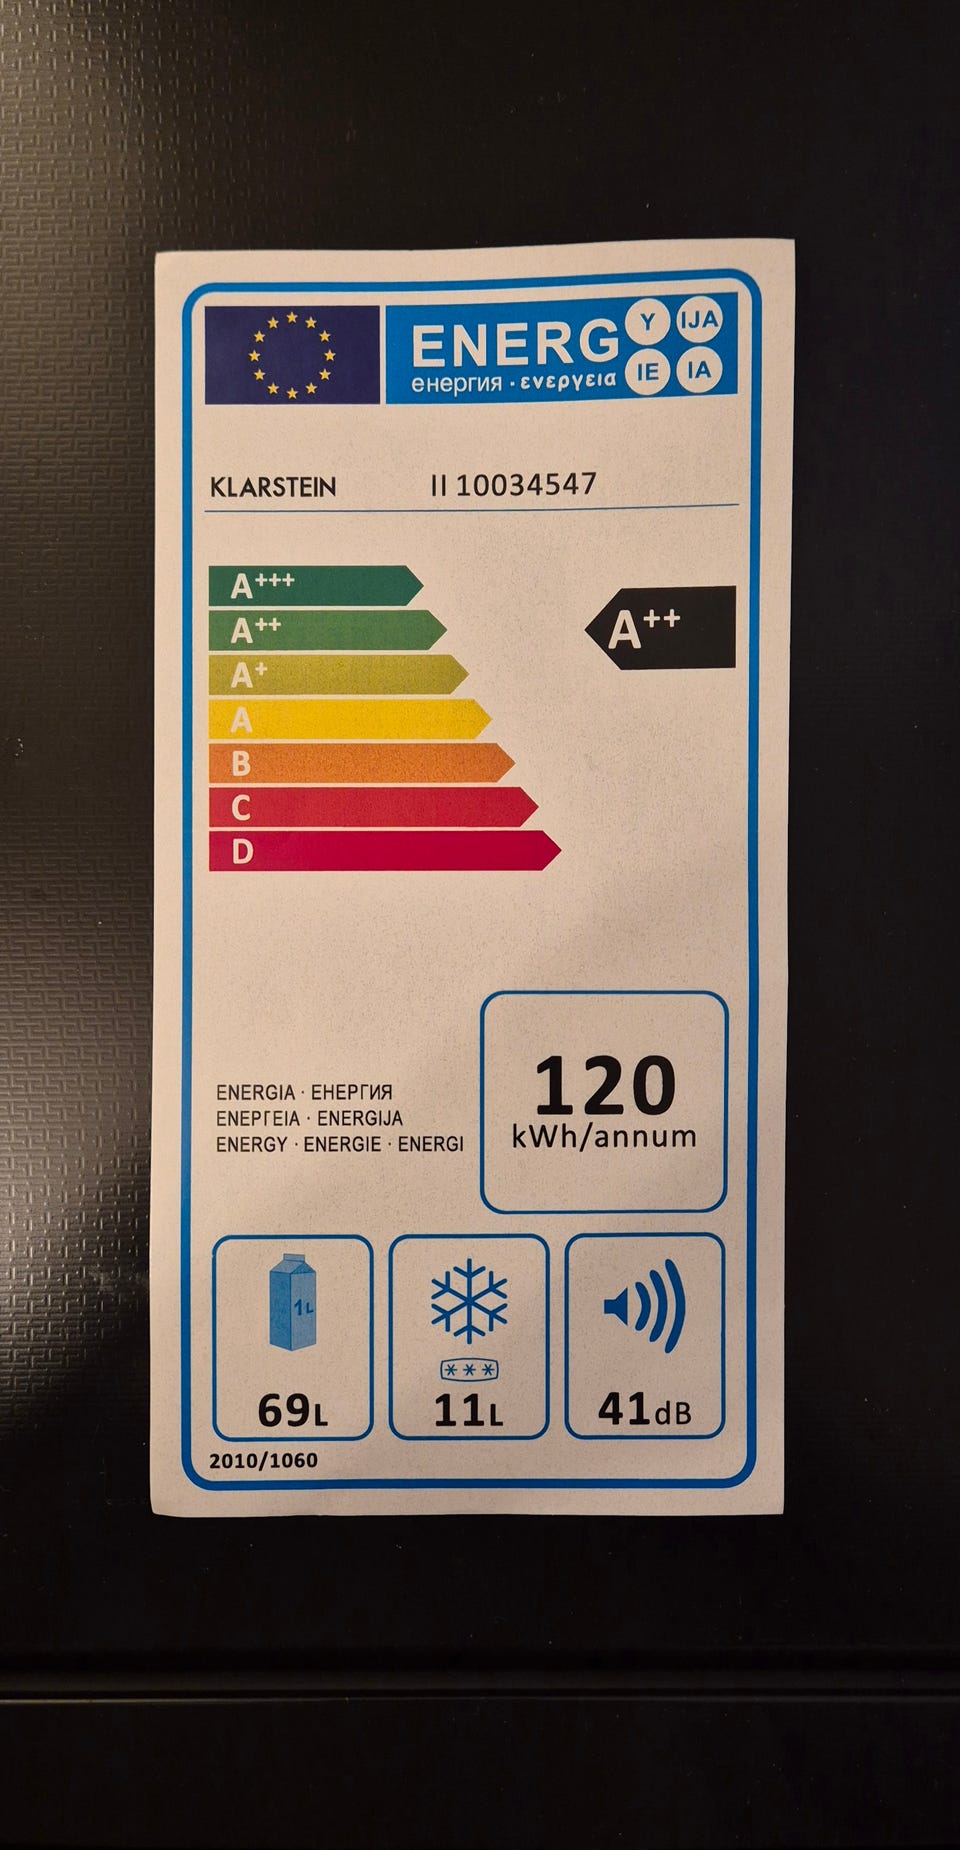 ENERG Y IJA
енергия · ενεργεια IE IA
KLARSTEIN II 10034547
A+++
A++
A++
A+
A
B
C
D
120
kWh/annum
ENERGIA · ЕНЕРГИЯ
ΕΝΕΡΓΕΙΑ · ENERGIJA
ENERGY · ENERGIE · ENERGI
1L
69L
11L
41dB
2010/1060